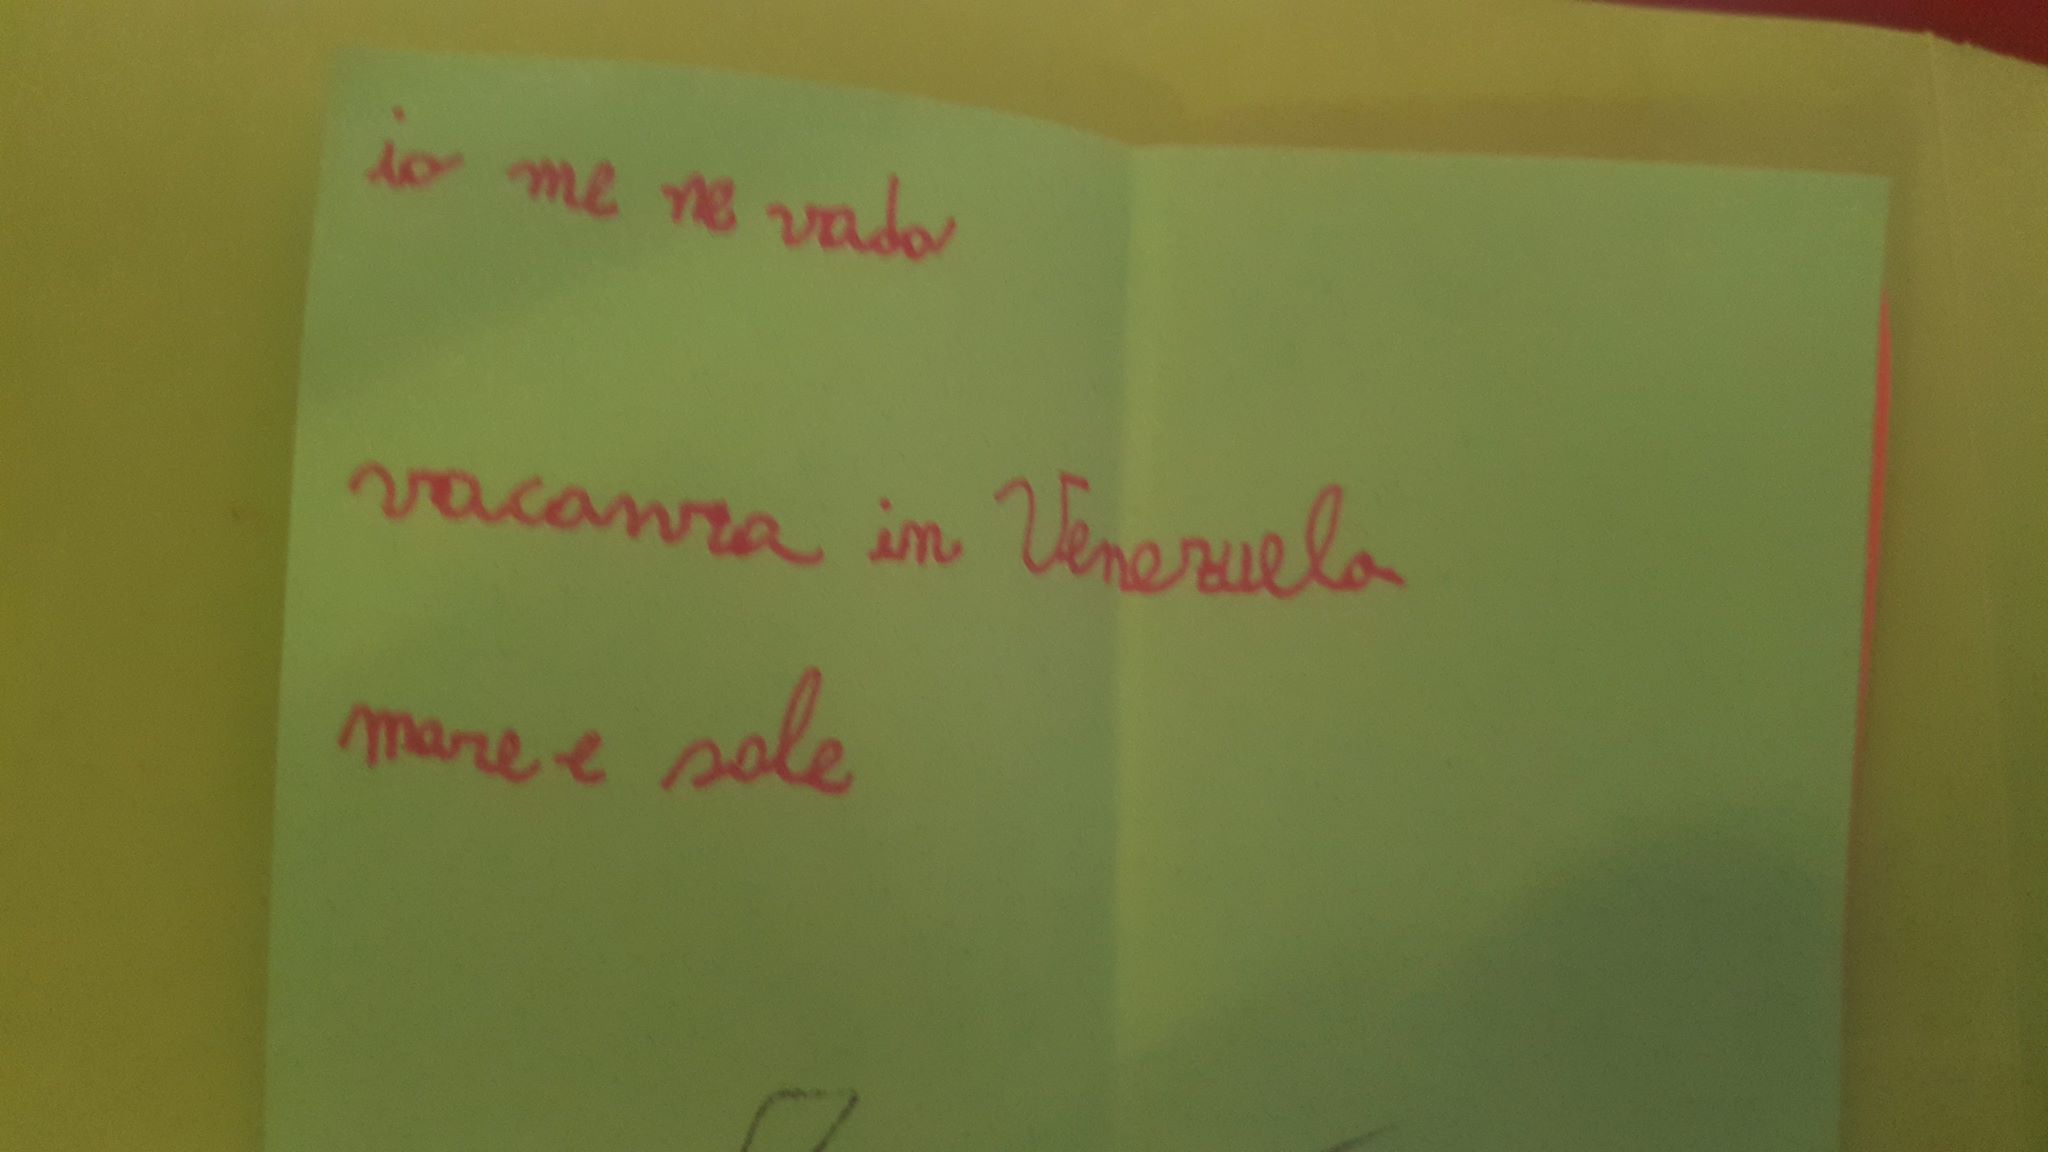 io me ne vado
vacanza in Venezuela
mare e sole